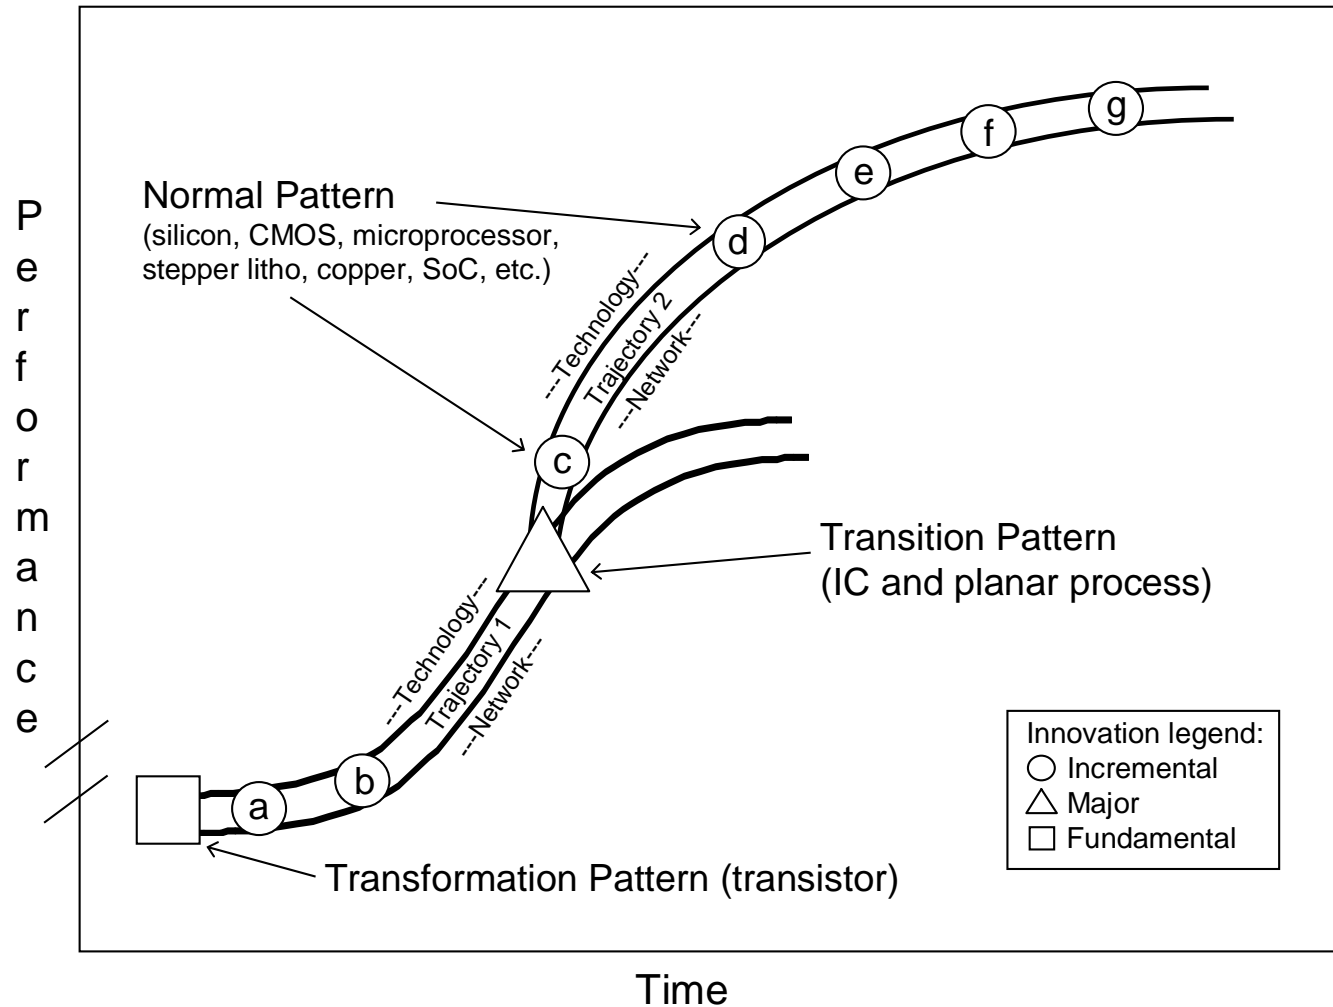 Performance
Normal Pattern
(silicon, CMOS, microprocessor,
stepper litho, copper, SoC, etc.)
g
f
e
d
----Technology----
Trajectory 2
----Network----
c
Transition Pattern
(IC and planar process)
----Technology----
Trajectory 1
----Network----
b
a
Transformation Pattern (transistor)
Innovation legend:
Incremental
Major
Fundamental
Time